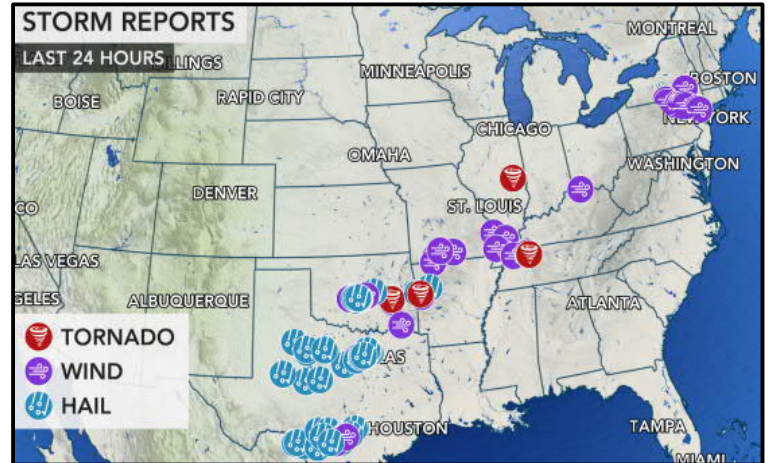 STORM REPORTS
LAST 24 HOURS
MONTREAL
MINNEAPOLIS
BOSTON
BOISE
RAPID CITY
CHICAGO
OMAHA
WASHINGTON
DENVER
ST. LOUIS
LAS VEGAS
ALBUQUERQUE
ATLANTA
TORNADO
WIND
HAIL
HOUSTON
TAMPA
MIAMI